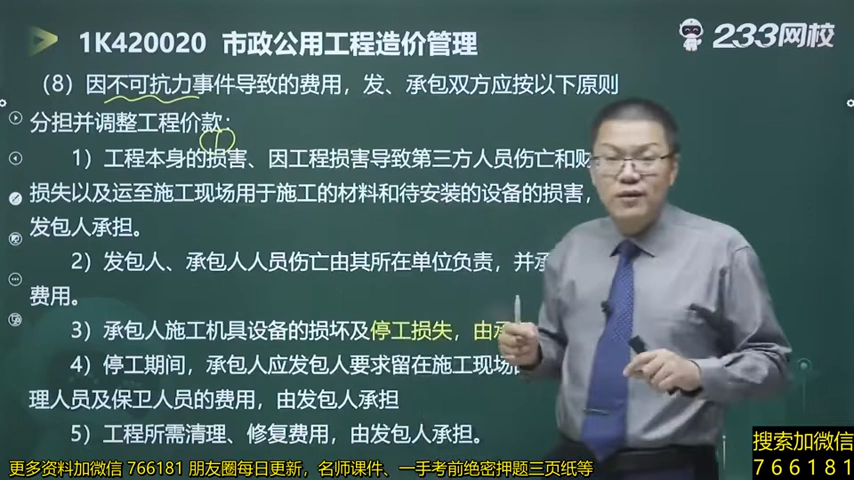 1K420020 市政公用工程造价管理
233网校
（8）因不可抗力事件导致的费用，发、承包双方应按以下原则
分担并调整工程价款：
1）工程本身的损害、因工程损害导致第三方人员伤亡和财
损失以及运至施工现场用于施工的材料和待安装的设备的损害，
发包人承担。
2）发包人、承包人人员伤亡由其所在单位负责，并承
费用。
3）承包人施工机具设备的损坏及停工损失，由承
4）停工期间，承包人应发包人要求留在施工现场
理人员及保卫人员的费用，由发包人承担
5）工程所需清理、修复费用，由发包人承担。
更多资料加微信 766181 朋友圈每日更新，名师课件、一手考前绝密押题三页纸等
搜索加微信
766181